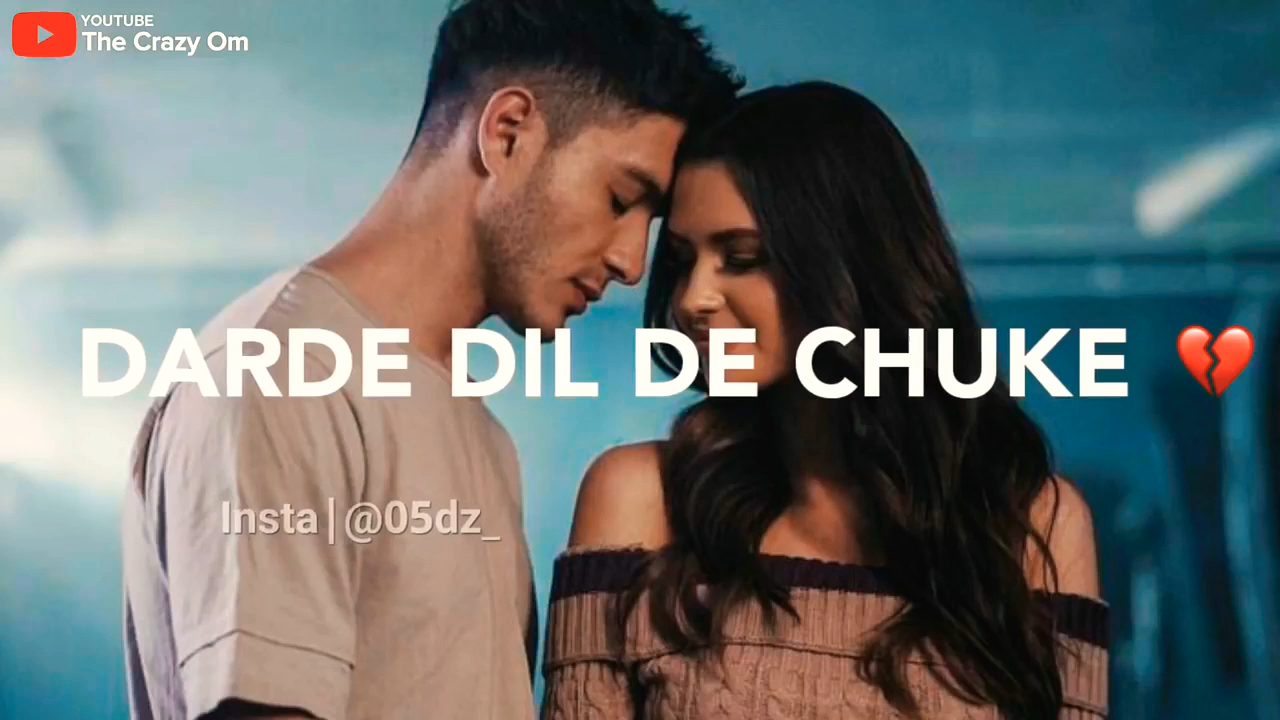 YOUTUBE
The Crazy Om
DARDE DIL DE CHUKE 💔
Insta|@05dz_